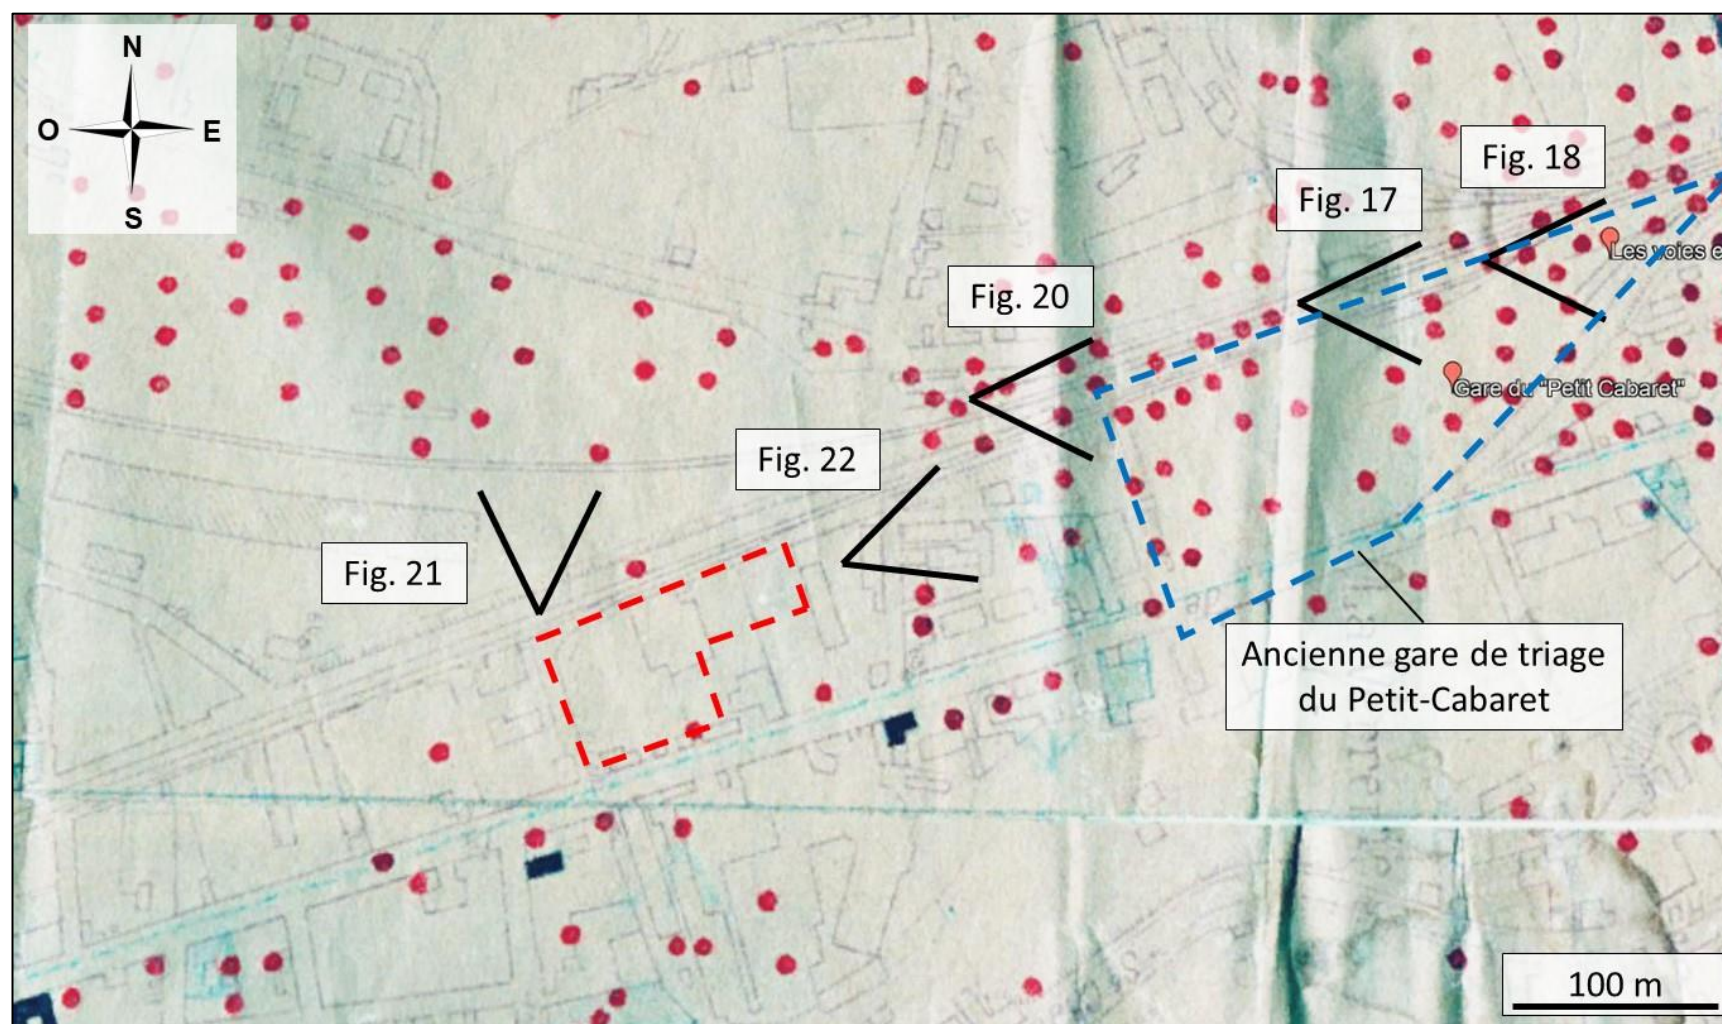 N
O E
S
Fig. 18
Fig. 17
Les voies e
Fig. 20
Gare du "Petit Cabaret"
Fig. 22
Fig. 21
de
Ancienne gare de triage
du Petit-Cabaret
100 m